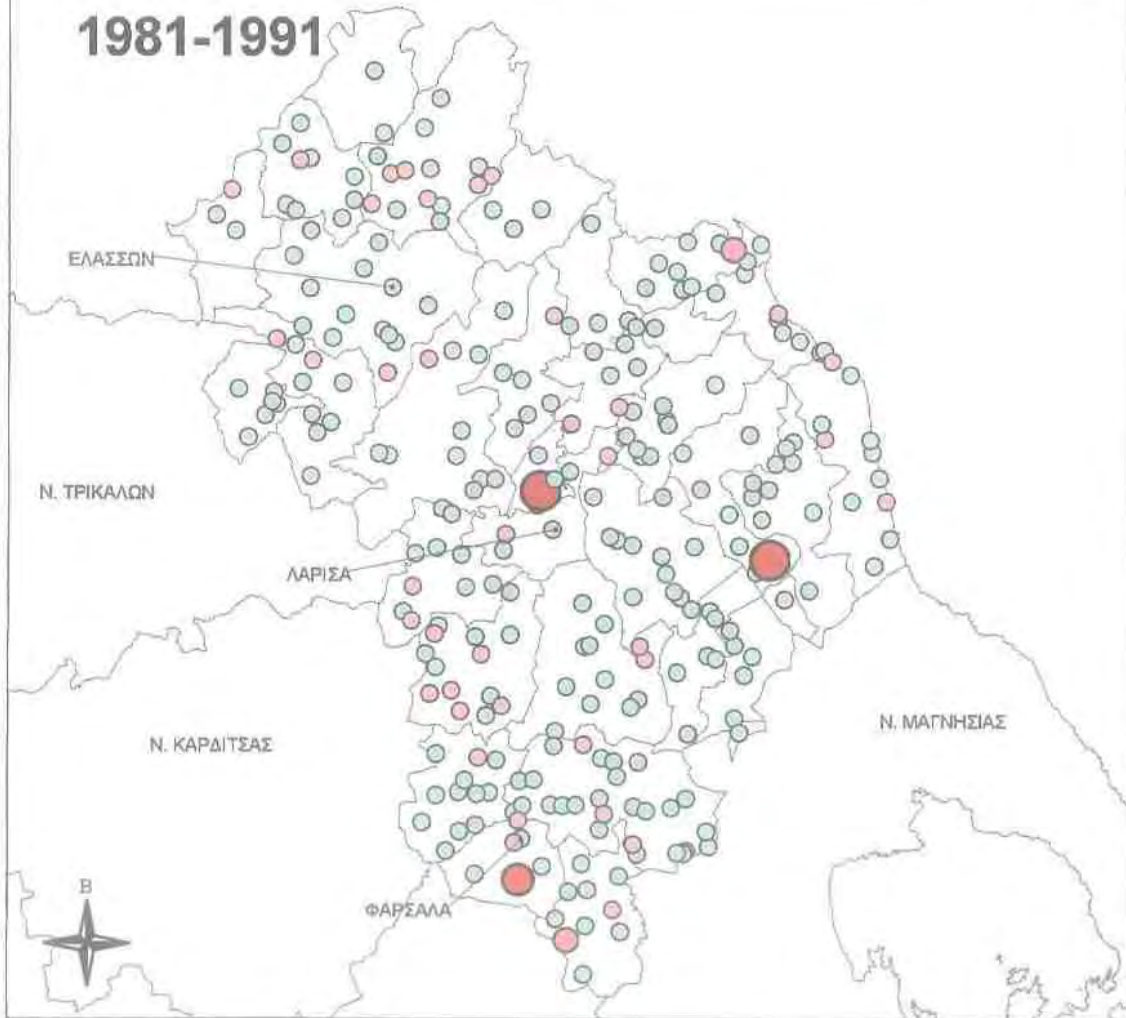 1981-1991
ΕΛΑΣΣΩΝ
Ν. ΤΡΙΚΑΛΩΝ
ΛΑΡΙΣΑ
Ν. ΜΑΓΝΗΣΙΑΣ
Ν. ΚΑΡΔΙΤΣΑΣ
ΦΑΡΣΑΛΑ
Β